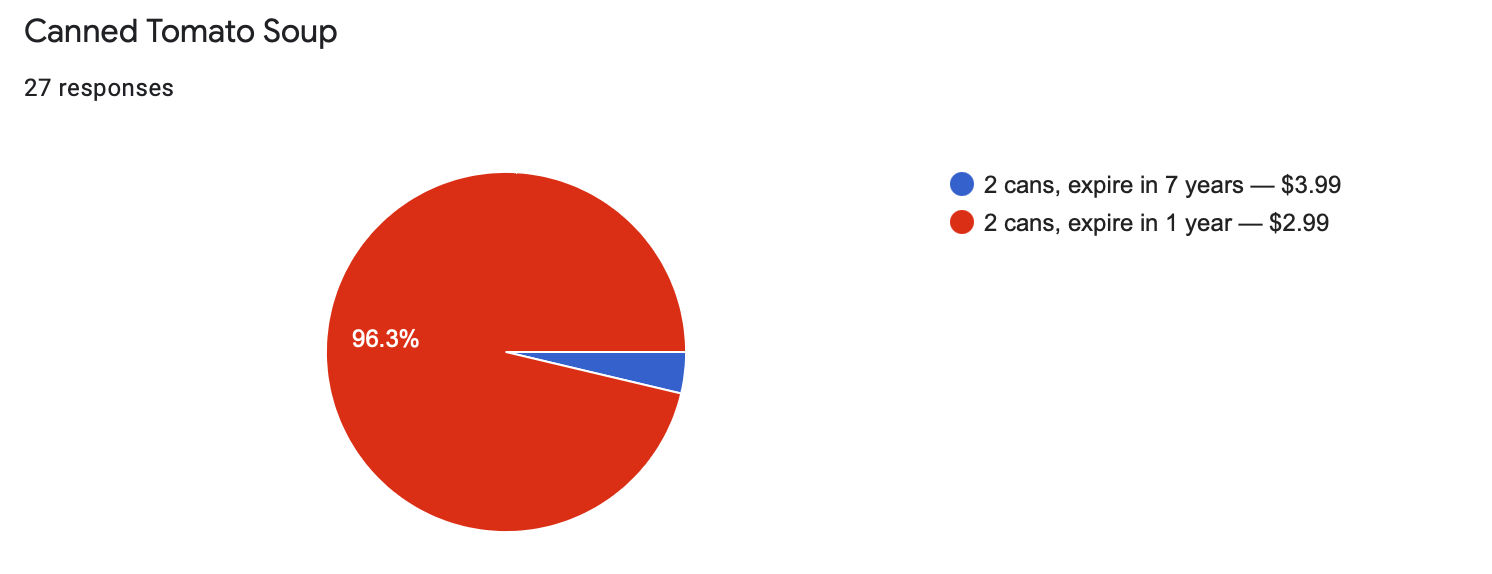 Canned Tomato Soup
27 responses
96.3%
2 cans, expire in 7 years — $3.99
2 cans, expire in 1 year — $2.99